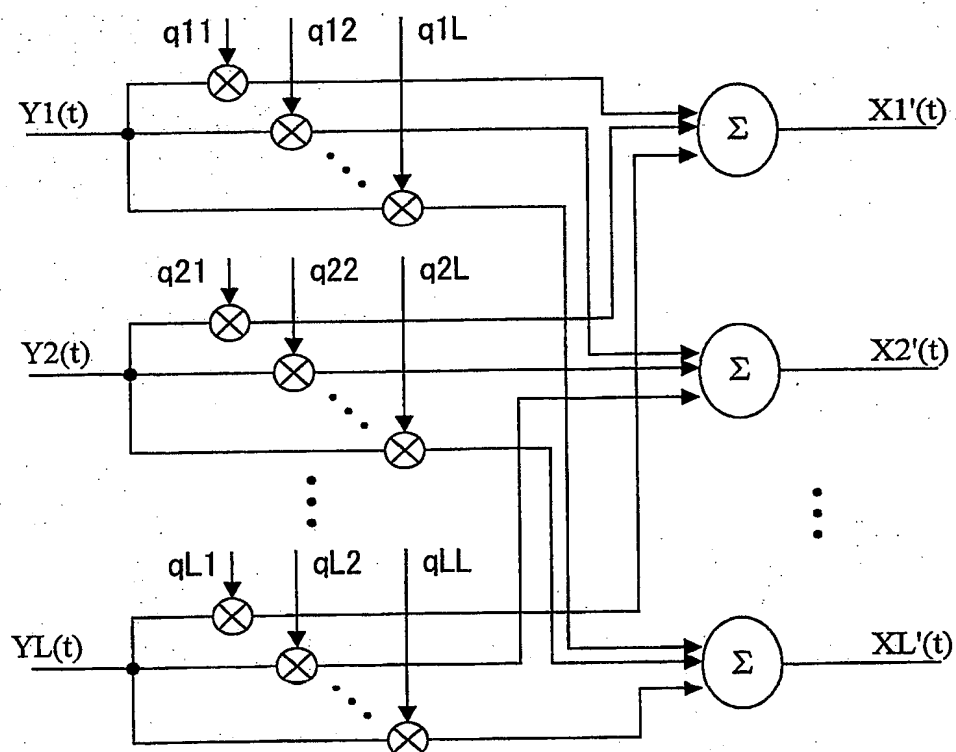 q11 q12 q1L
Y1(t) Σ X1'(t)
q21 q22 q2L
Y2(t) Σ X2'(t)
qL1 qL2 qLL
YL(t) Σ XL'(t)